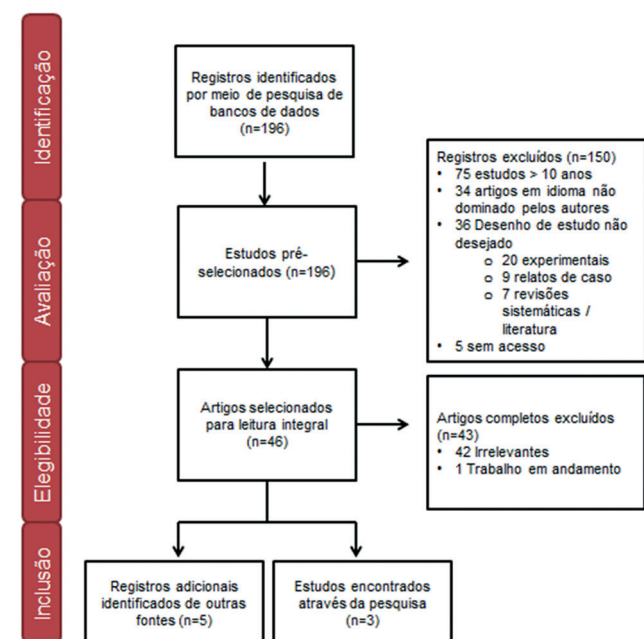 Identificação
Registros identificados
por meio de pesquisa de
bancos de dados
(n=196)
Registros excluídos (n=150)
• 75 estudos > 10 anos
• 34 artigos em idioma não
dominado pelos autores
• 36 Desenho de estudo não
desejado
o 20 experimentais
o 9 relatos de caso
o 7 revisões
sistemáticas /
literatura
• 5 sem acesso
Avaliação
Estudos pré-
selecionados (n=196)
Elegibilidade
Artigos selecionados
para leitura integral
(n=46)
Artigos completos excluídos
(n=43)
• 42 Irrelevantes
• 1 Trabalho em andamento
Inclusão
Registros adicionais
identificados de outras
fontes (n=5)
Estudos encontrados
através da pesquisa
(n=3)